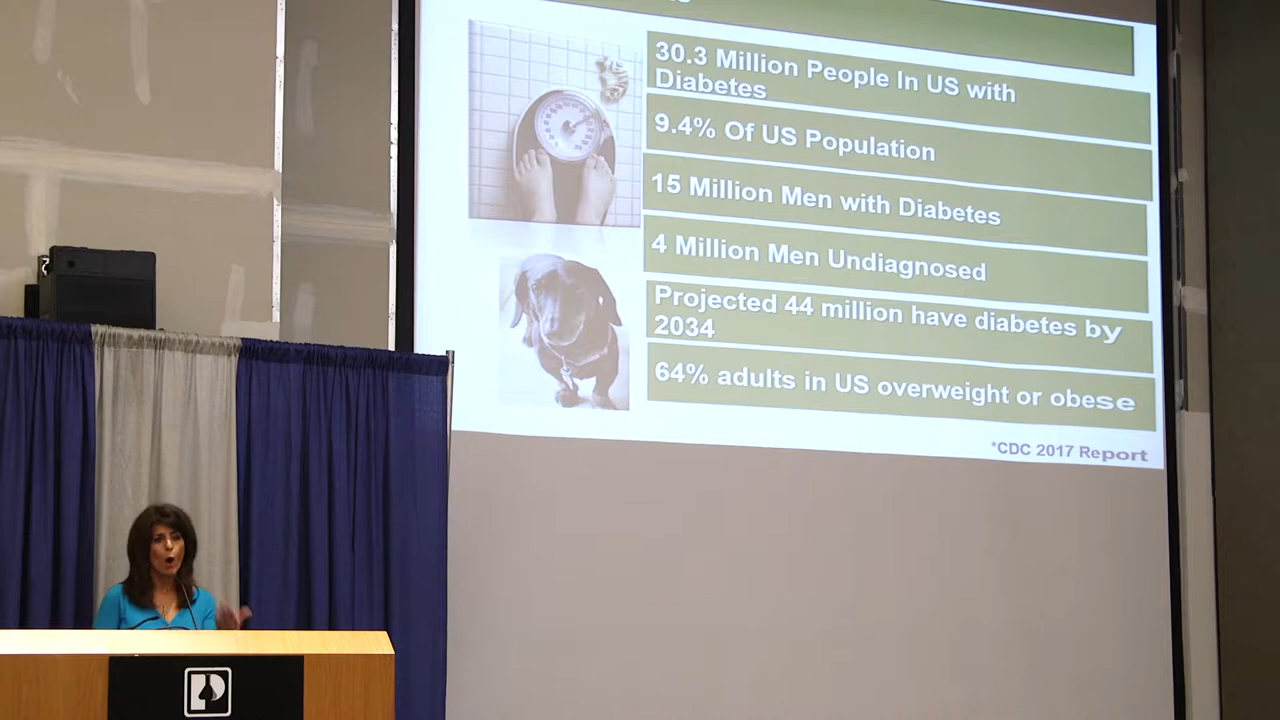 30.3 Million People In US with
Diabetes
9.4% Of US Population
15 Million Men with Diabetes
4 Million Men Undiagnosed
Projected 44 million have diabetes by
2034
64% adults in US overweight or obese
*CDC 2017 Report
P